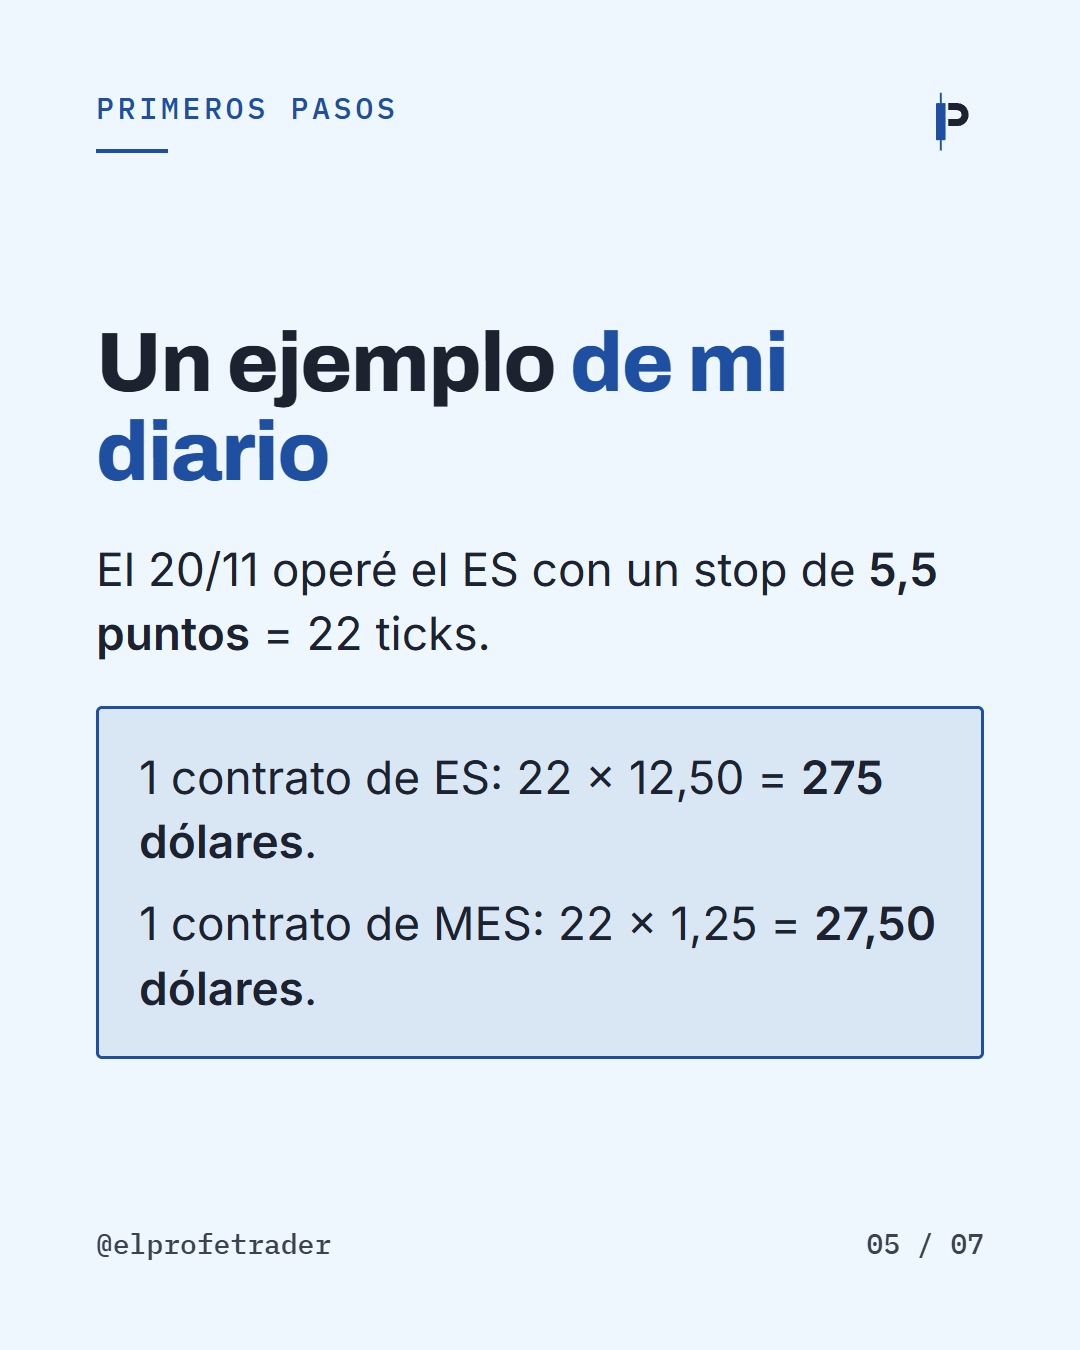 PRIMEROS PASOS
Un ejemplo de mi
diario
El 20/11 operé el ES con un stop de 5,5
puntos = 22 ticks.
1 contrato de ES: 22 × 12,50 = 275
dólares.
1 contrato de MES: 22 × 1,25 = 27,50
dólares.
@elprofetrader
05 / 07